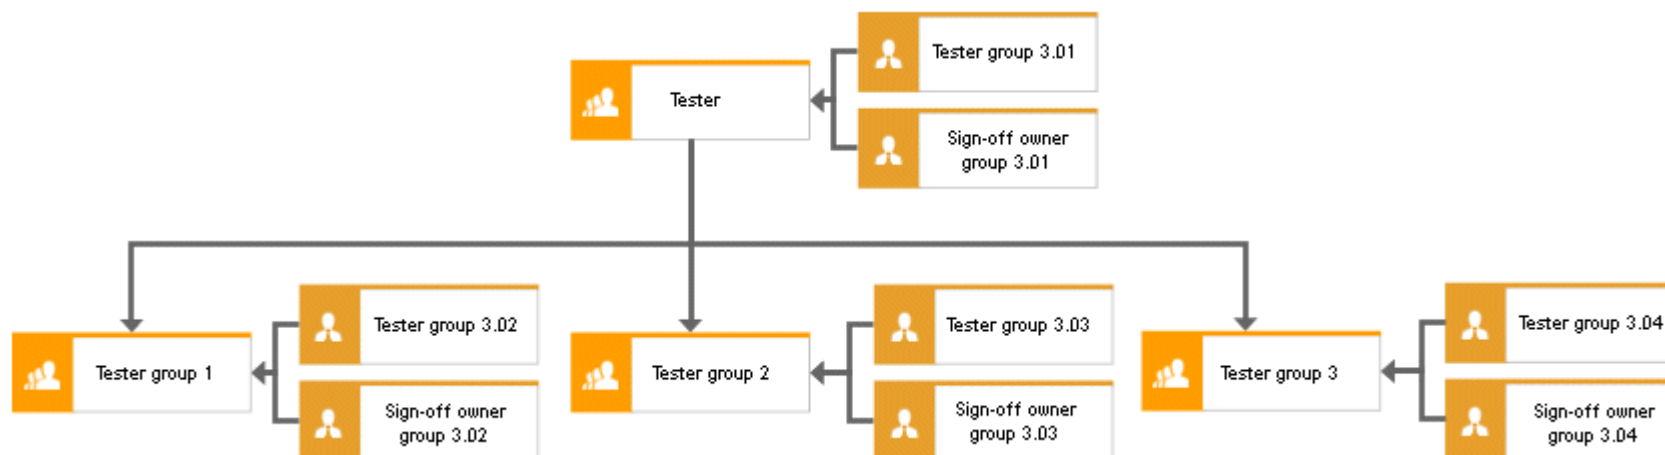 Tester group 3.01
Tester
Sign-off owner
group 3.01
Tester group 3.02
Tester group 1
Sign-off owner
group 3.02
Tester group 3.03
Tester group 2
Sign-off owner
group 3.03
Tester group 3.04
Tester group 3
Sign-off owner
group 3.04